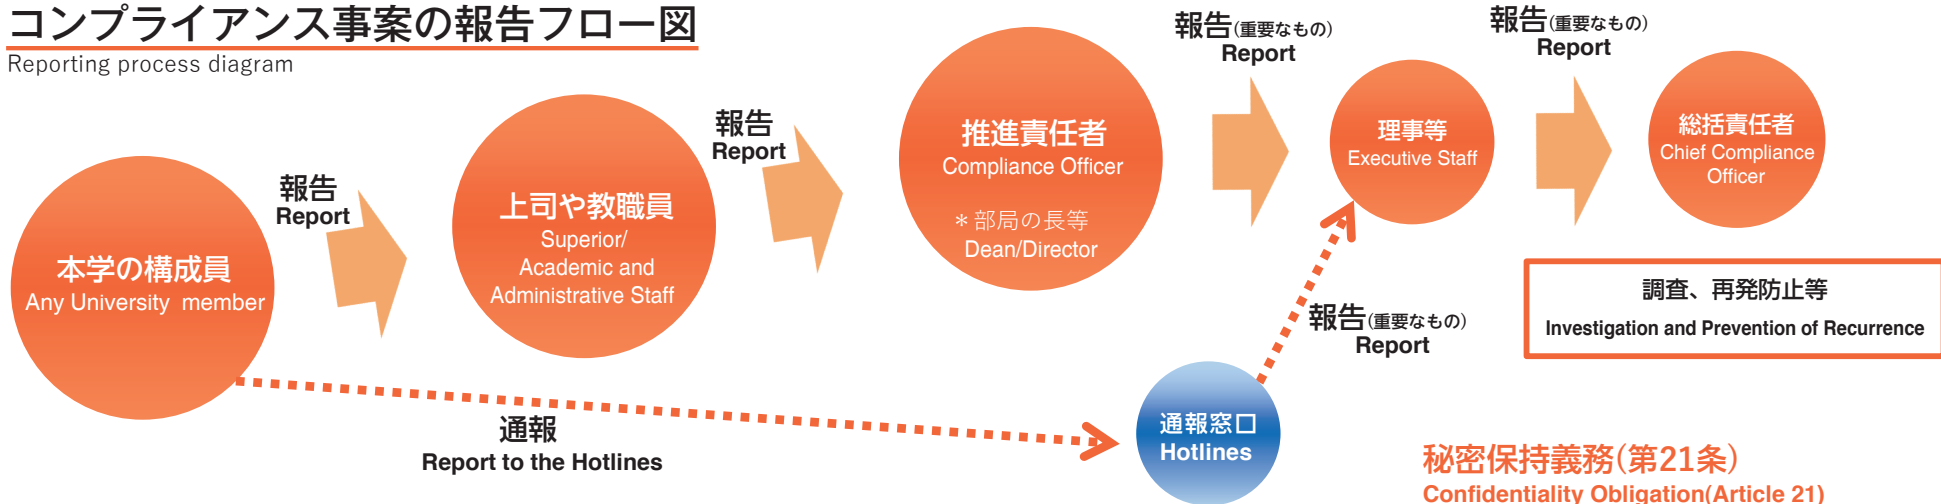 コンプライアンス事案の報告フロー図
Reporting process diagram
本学の構成員
Any University member
報告
Report
上司や教職員
Superior/
Academic and
Administrative Staff
報告
Report
推進責任者
Compliance Officer
＊部局の長等
Dean/Director
報告(重要なもの)
Report
理事等
Executive Staff
報告(重要なもの)
Report
総括責任者
Chief Compliance
Officer
調査、再発防止等
Investigation and Prevention of Recurrence
通報
Report to the Hotlines
通報窓口
Hotlines
報告(重要なもの)
Report
秘密保持義務(第21条)
Confidentiality Obligation(Article 21)